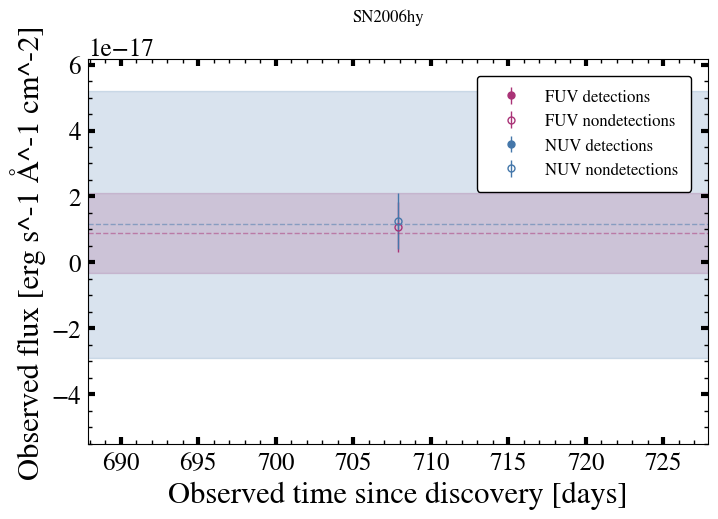 SN2006hy
1e−17
6
4
2
0
−2
−4
Observed flux [erg s^-1 Å^-1 cm^-2]
FUV detections
FUV nondetections
NUV detections
NUV nondetections
690 695 700 705 710 715 720 725
Observed time since discovery [days]